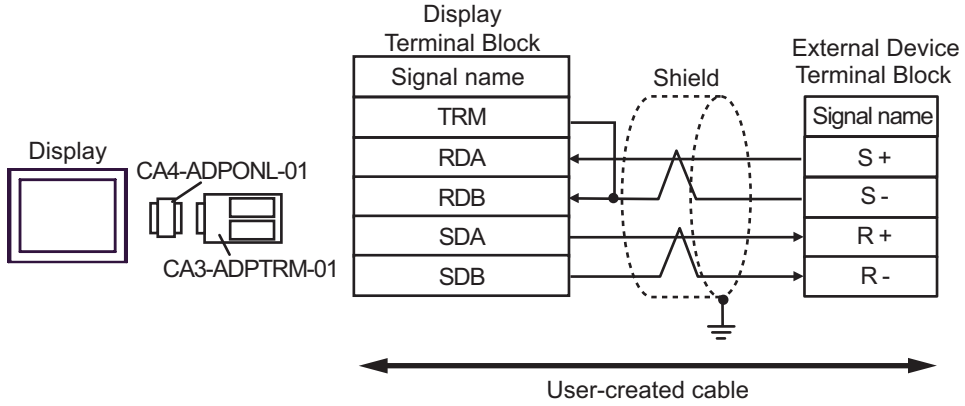 Display
Terminal Block
External Device
Terminal Block
Signal name
Shield
Signal name
TRM
RDA
S +
RDB
S -
SDA
R +
SDB
R -
Display
CA4-ADPONL-01
CA3-ADPTRM-01
User-created cable